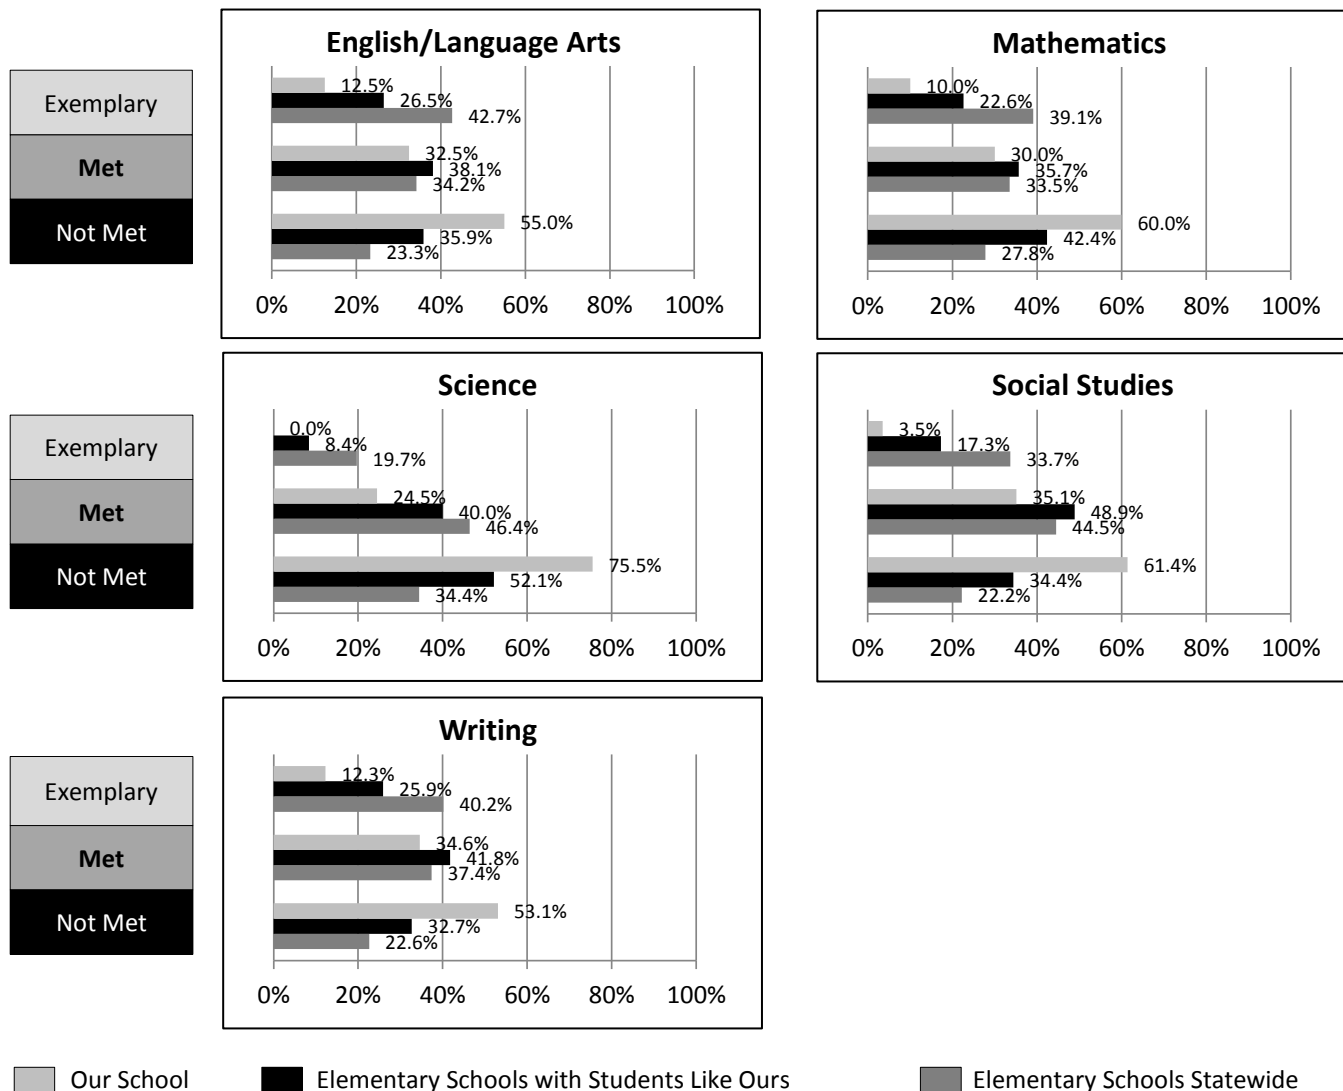 English/Language Arts
Exemplary
Met
Not Met
12.5%
26.5%
42.7%
32.5%
38.1%
34.2%
55.0%
35.9%
23.3%
0% 20% 40% 60% 80% 100%
Mathematics
10.0%
22.6%
39.1%
30.0%
35.7%
33.5%
60.0%
42.4%
27.8%
0% 20% 40% 60% 80% 100%
Science
Exemplary
Met
Not Met
0.0%
8.4%
19.7%
24.5%
40.0%
46.4%
75.5%
52.1%
34.4%
0% 20% 40% 60% 80% 100%
Social Studies
3.5%
17.3%
33.7%
35.1%
48.9%
44.5%
61.4%
34.4%
22.2%
0% 20% 40% 60% 80% 100%
Writing
Exemplary
Met
Not Met
12.3%
25.9%
40.2%
34.6%
41.8%
37.4%
53.1%
32.7%
22.6%
0% 20% 40% 60% 80% 100%
Our School Elementary Schools with Students Like Ours Elementary Schools Statewide